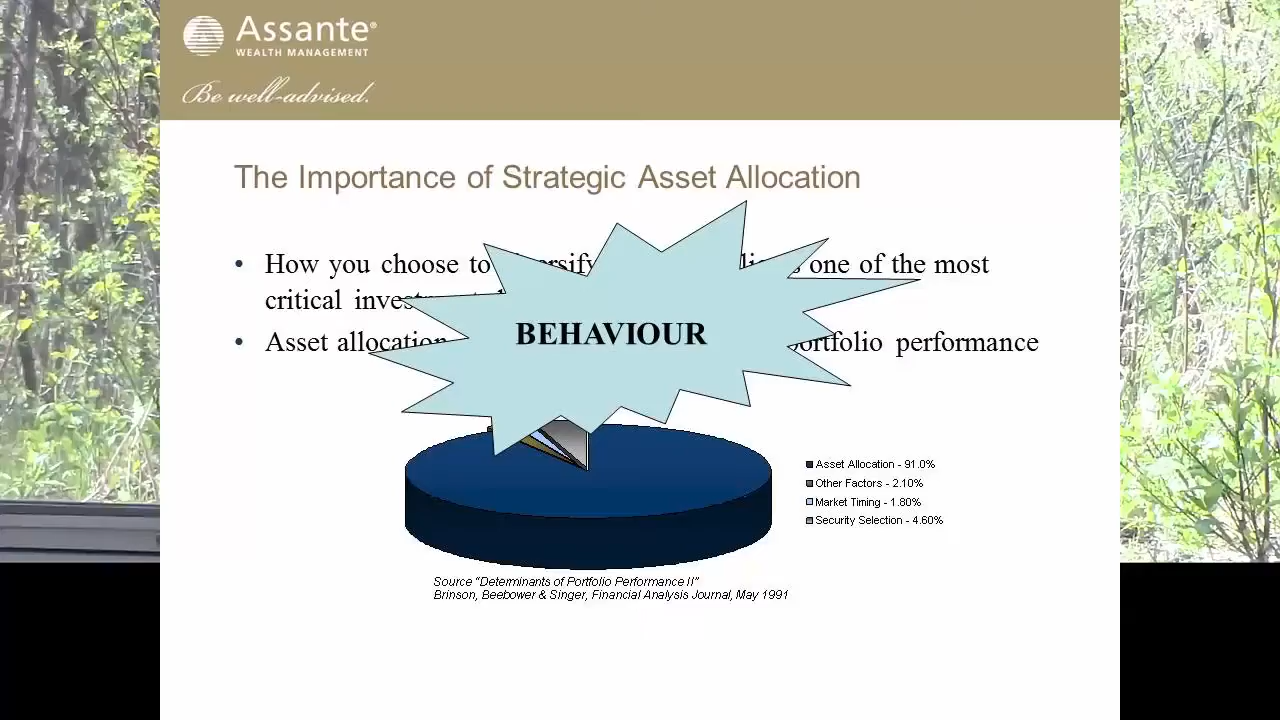 Assante®
WEALTH MANAGEMENT
Be well-advised.
The Importance of Strategic Asset Allocation
• How you choose to one of the most
critical
• Asset allocation performance
BEHAVIOUR
Asset Allocation - 91.0%
Other Factors - 2.10%
Market Timing - 1.80%
Security Selection - 4.60%
Source "Determinants of Portfolio Performance II"
Brinson, Beebower & Singer, Financial Analysis Journal, May 1991